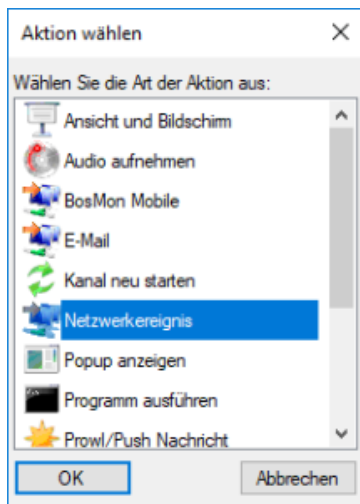 Aktion wählen
Wählen Sie die Art der Aktion aus:
Ansicht und Bildschirm
Audio aufnehmen
BosMon Mobile
E-Mail
Kanal neu starten
Netzwerkereignis
Popup anzeigen
Programm ausführen
Prowl/Push Nachricht
OK
Abbrechen